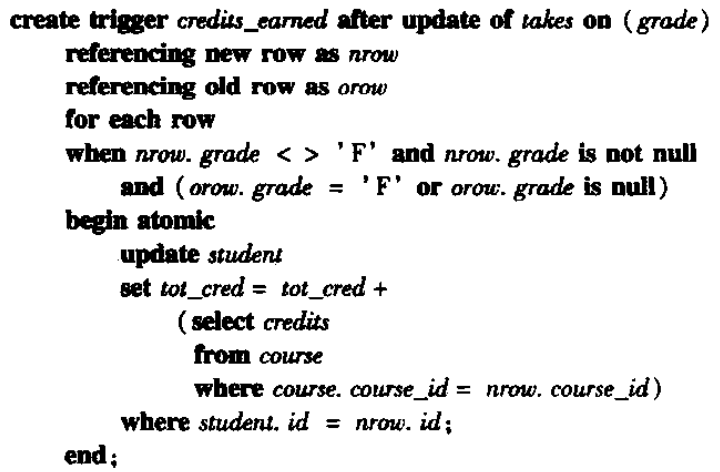 create trigger credits_earned after update of takes on (grade)
referencing new row as nrow
referencing old row as orow
for each row
when nrow. grade < > 'F' and nrow. grade is not null
and (orow. grade = 'F' or orow. grade is null)
begin atomic
update student
set tot_cred = tot_cred +
(select credits
from course
where course. course_id = nrow. course_id)
where student. id = nrow. id;
end;